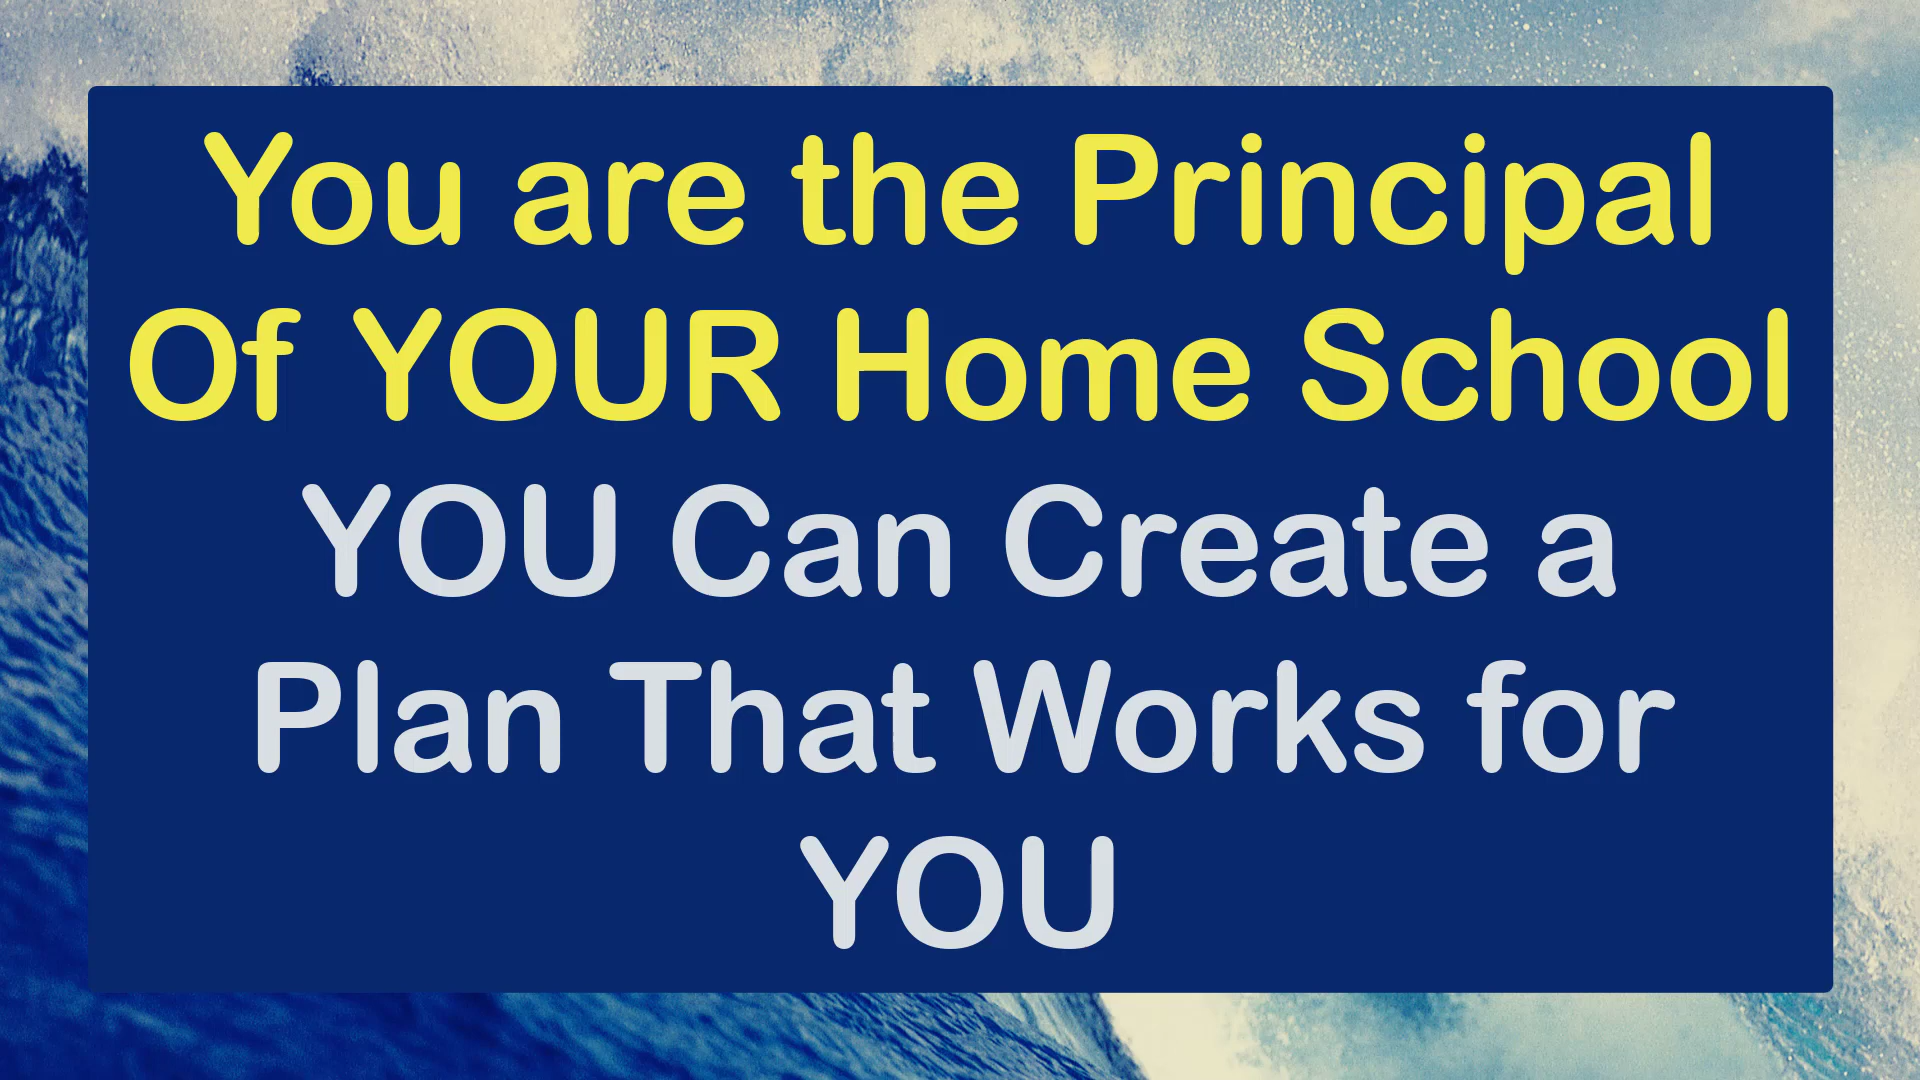 You are the Principal
Of YOUR Home School
YOU Can Create a
Plan That Works for
YOU